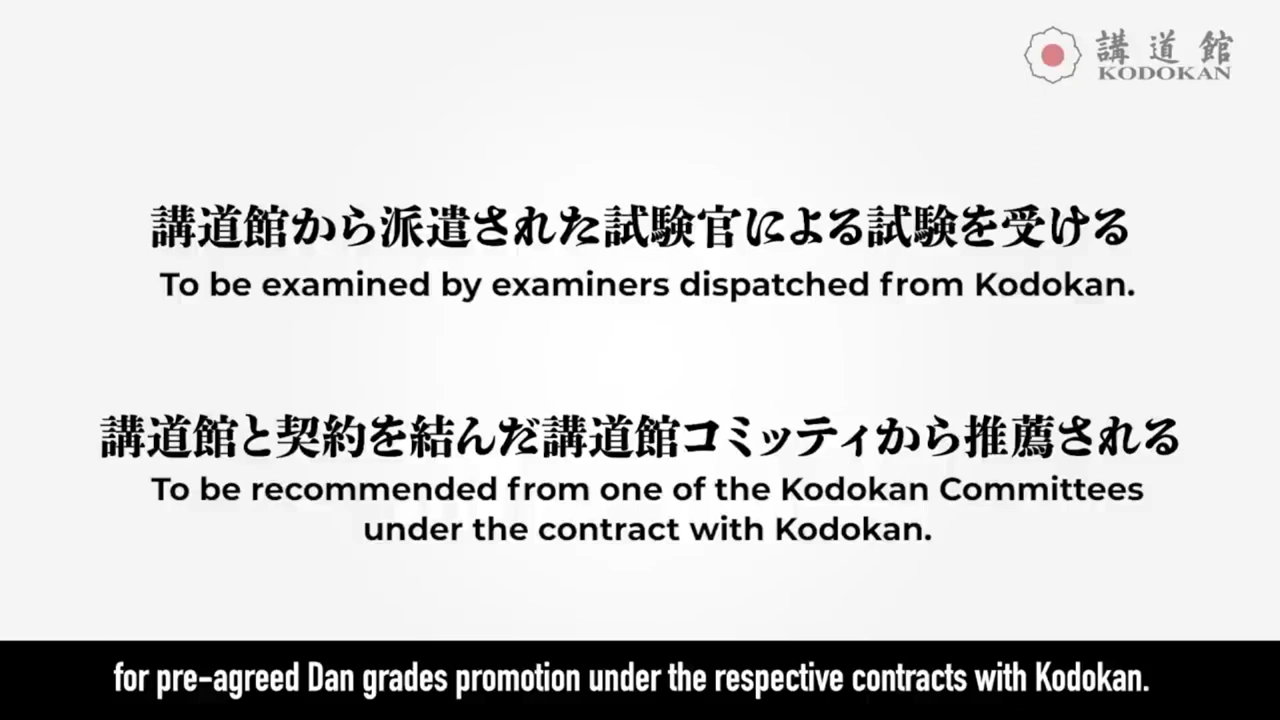 講道館
KODOKAN
講道館から派遣された試験官による試験を受ける
To be examined by examiners dispatched from Kodokan.
講道館と契約を結んだ講道館コミッティから推薦される
To be recommended from one of the Kodokan Committees
under the contract with Kodokan.
for pre-agreed Dan grades promotion under the respective contracts with Kodokan.